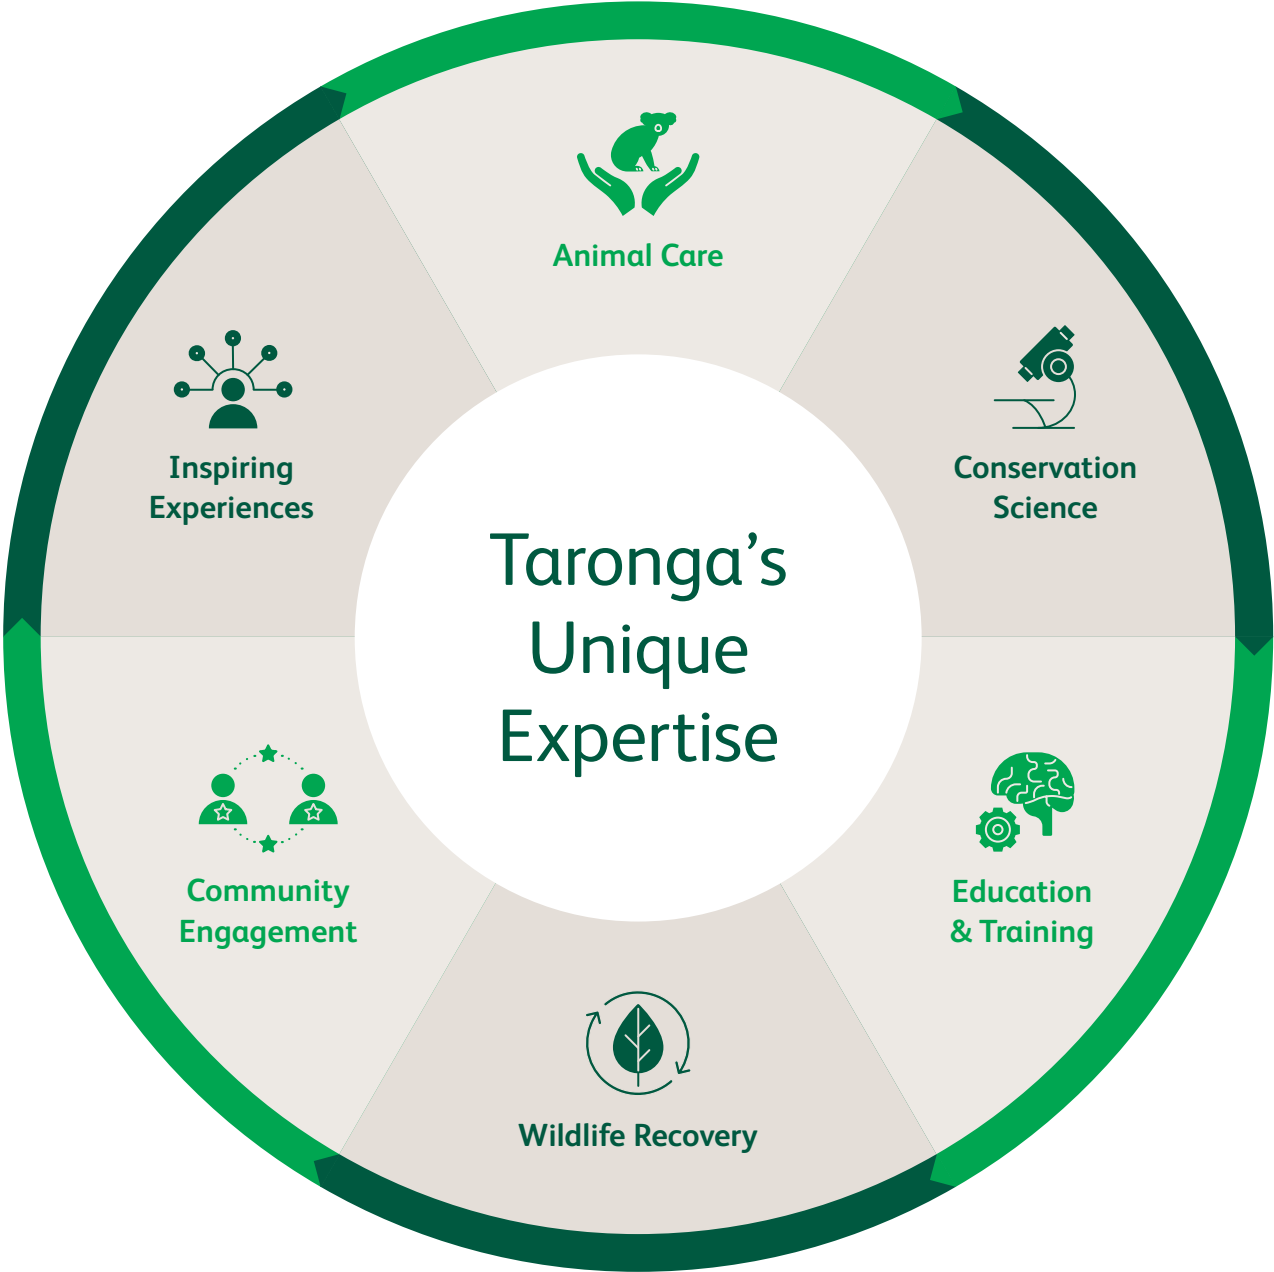 Animal Care
Conservation
Science
Education
& Training
Wildlife Recovery
Community
Engagement
Inspiring
Experiences
Taronga’s
Unique
Expertise